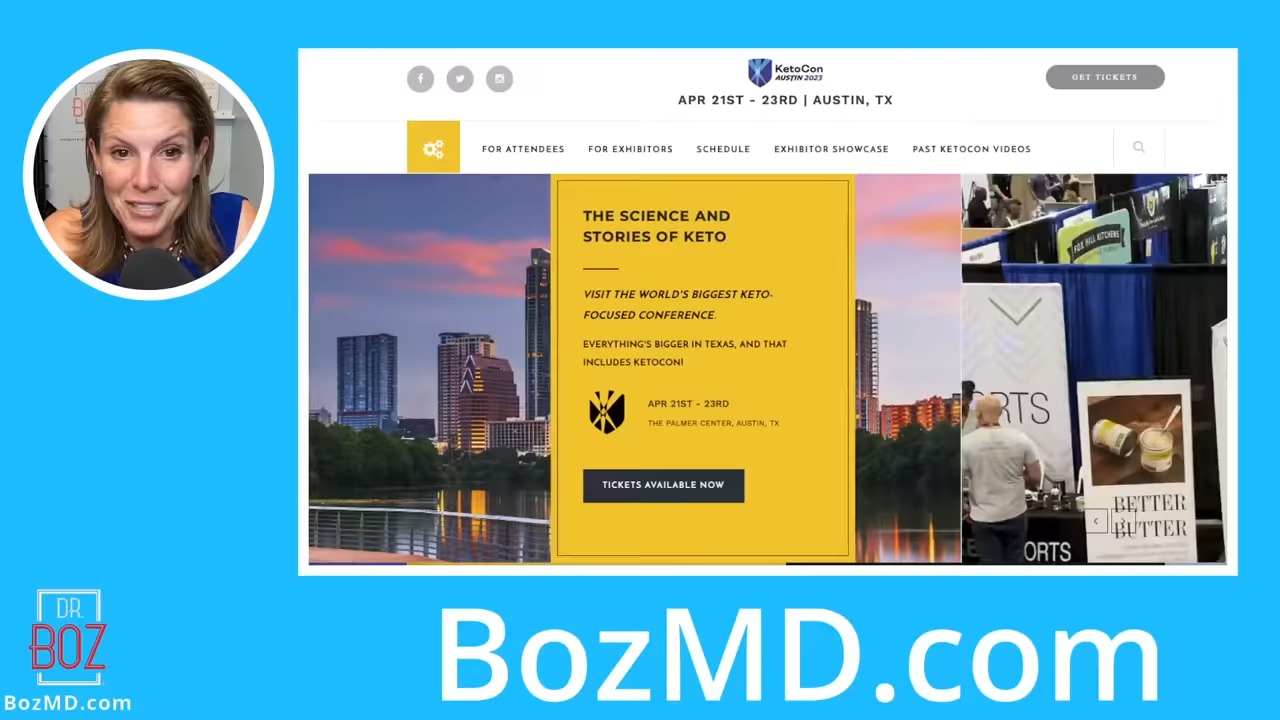 KetoCon
AUSTIN 2023
APR 21ST - 23RD | AUSTIN, TX
GET TICKETS
FOR ATTENDEES
FOR EXHIBITORS
SCHEDULE
EXHIBITOR SHOWCASE
PAST KETOCON VIDEOS
THE SCIENCE AND
STORIES OF KETO
VISIT THE WORLD'S BIGGEST KETO-
FOCUSED CONFERENCE.
EVERYTHING'S BIGGER IN TEXAS, AND THAT
INCLUDES KETOCON!
APR 21ST - 23RD
THE PALMER CENTER, AUSTIN, TX
TICKETS AVAILABLE NOW
FOX HILL KITCHENS
ORTS
BETTER
BUTTER
ORTS
DR.
BOZ
BozMD.com
BozMD.com